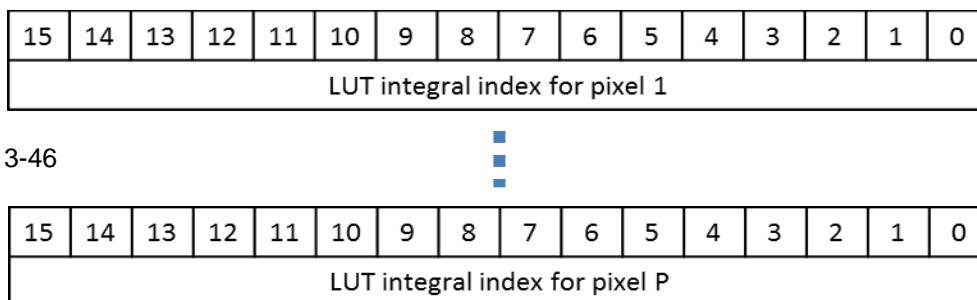 15 14 13 12 11 10 9 8 7 6 5 4 3 2 1 0
LUT integral index for pixel 1
3-46
15 14 13 12 11 10 9 8 7 6 5 4 3 2 1 0
LUT integral index for pixel P